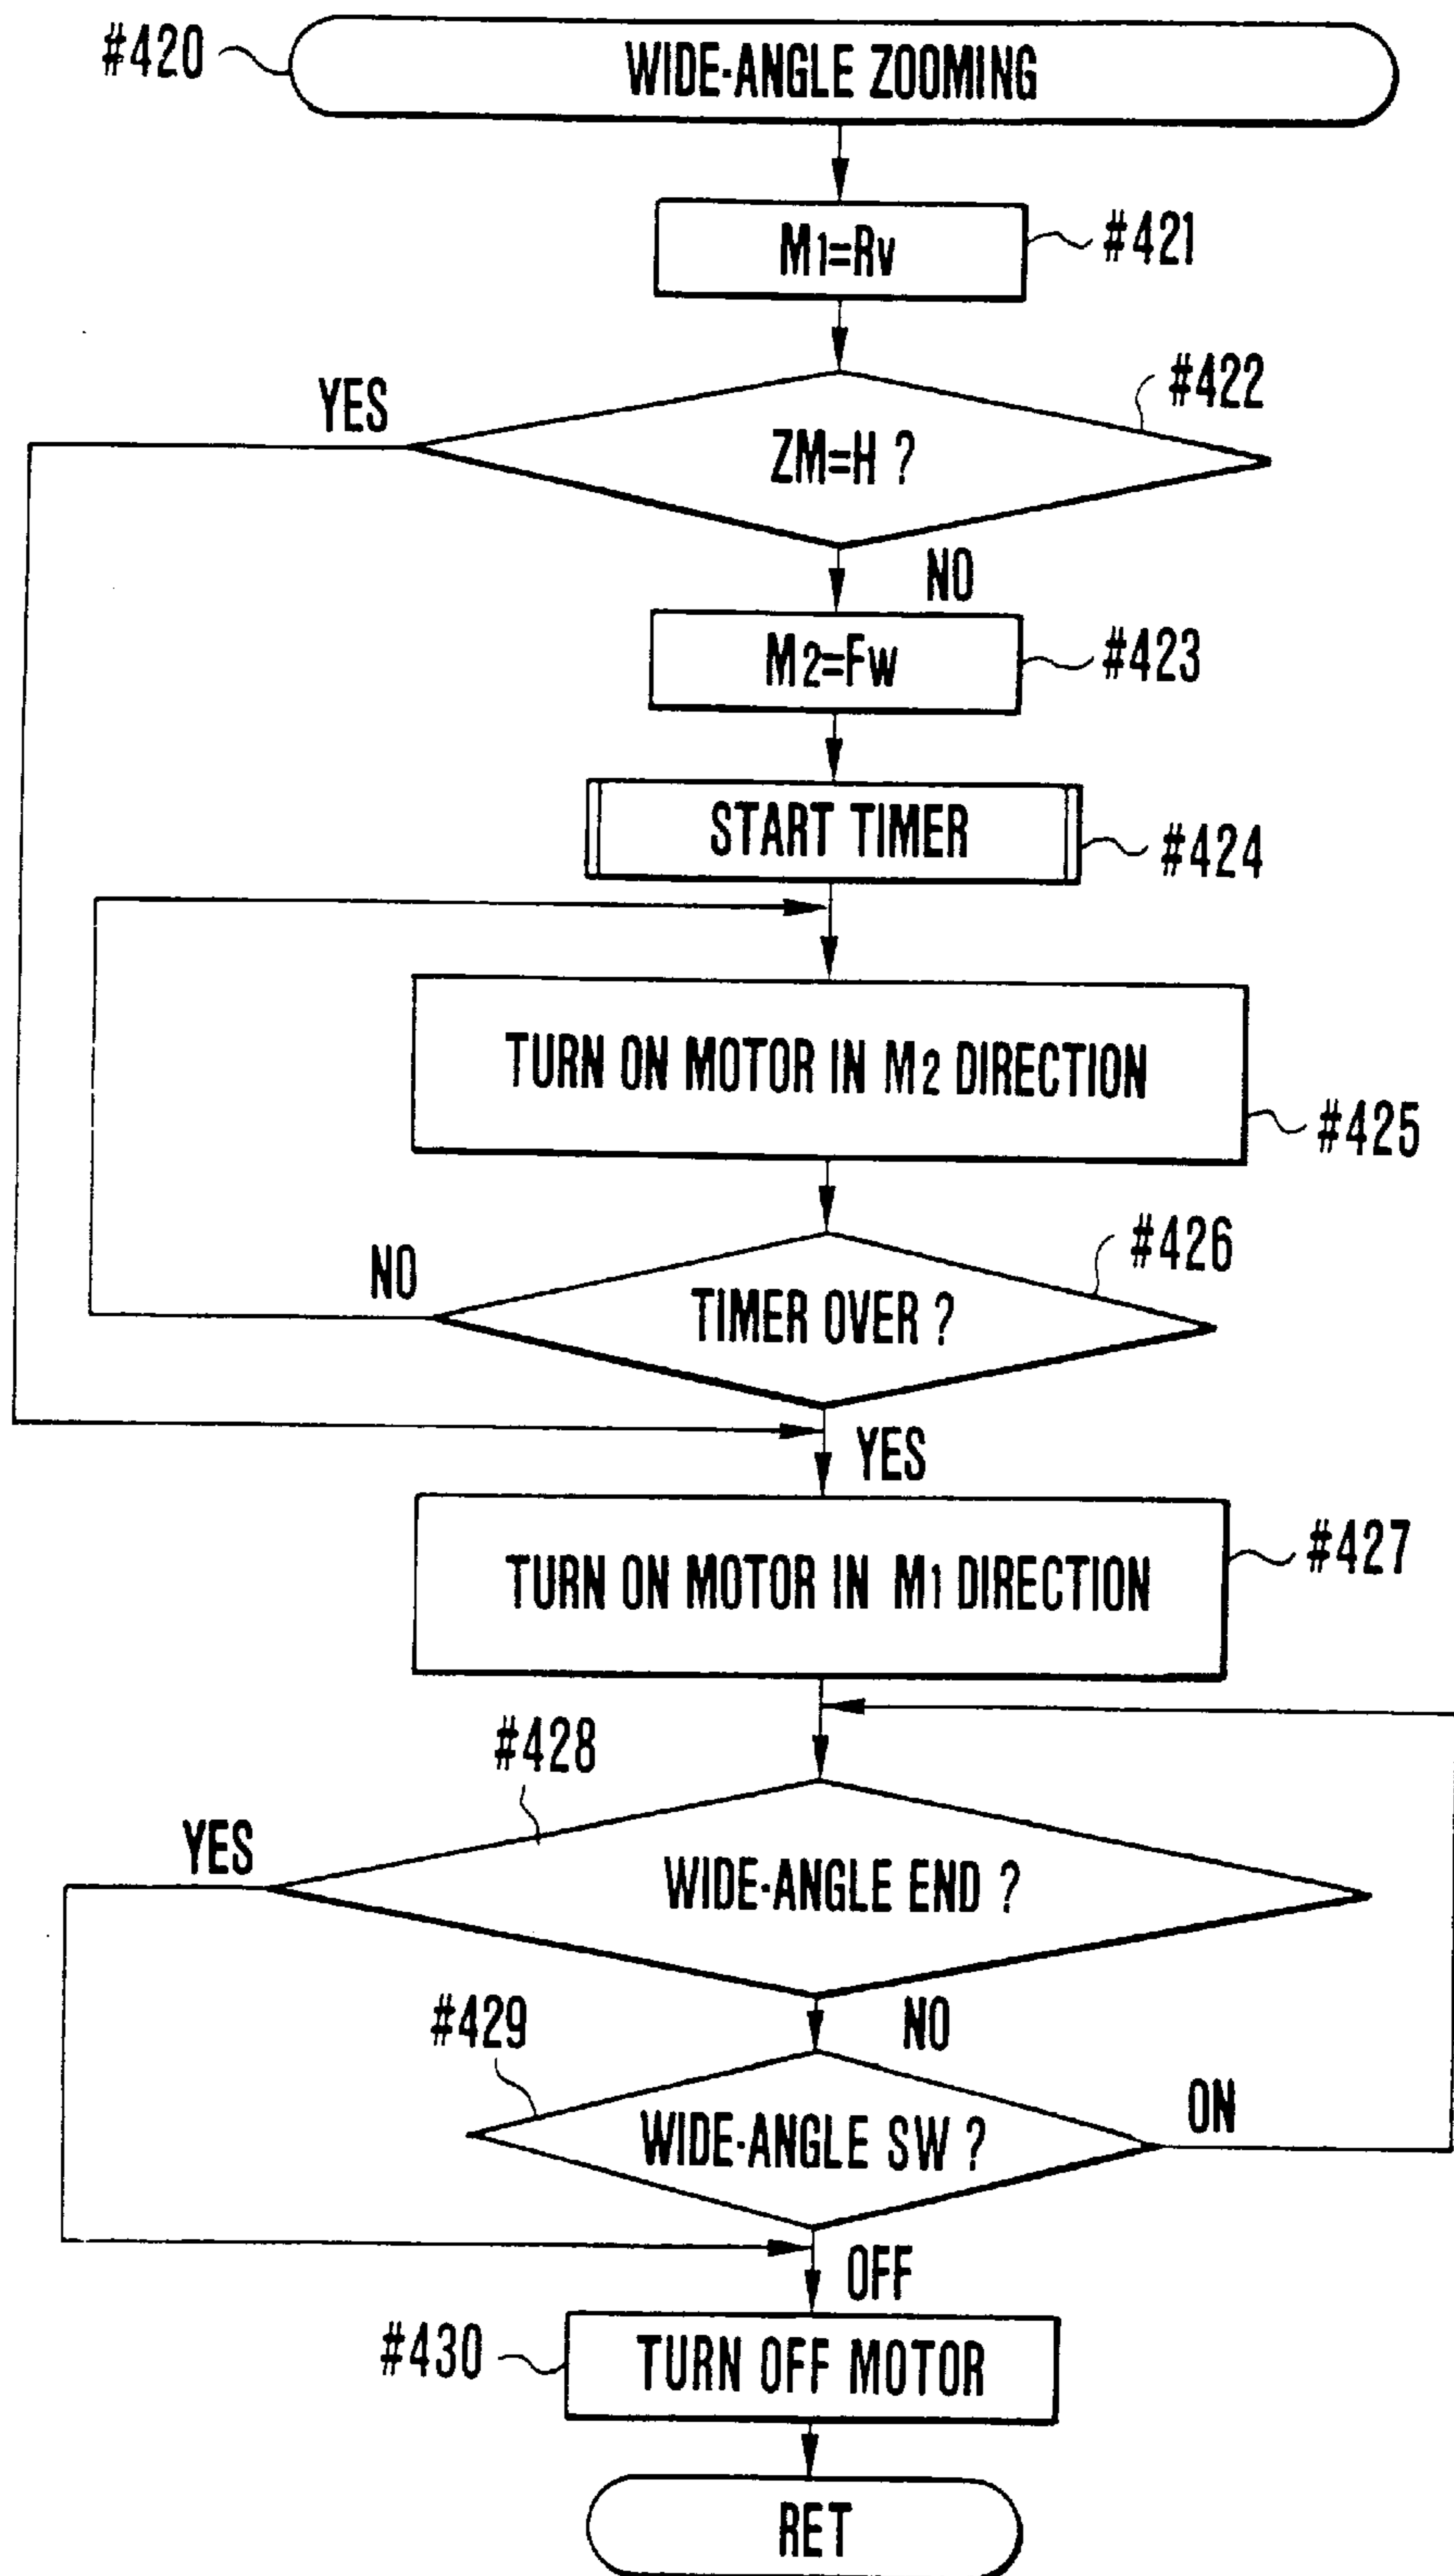 #420
WIDE-ANGLE ZOOMING
M1=Rv
#421
#422
YES
ZM=H ?
NO
M2=Fw
#423
START TIMER
#424
TURN ON MOTOR IN M2 DIRECTION
#425
#426
NO
TIMER OVER ?
YES
TURN ON MOTOR IN M1 DIRECTION
#427
#428
YES
WIDE-ANGLE END ?
NO
#429
WIDE-ANGLE SW ?
ON
OFF
#430
TURN OFF MOTOR
RET